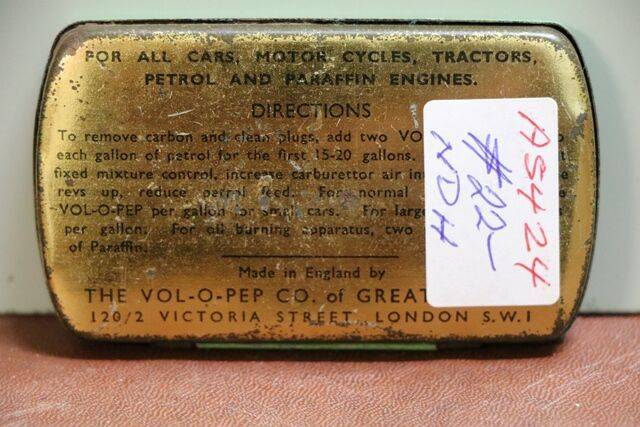 FOR ALL CARS, MOTOR CYCLES, TRACTORS,
PETROL AND PARAFFIN ENGINES.
DIRECTIONS
To remove carbon and clean plugs, add two VO
each gallon of petrol for the first 15-20 gallons.
fixed mixture control, increase carburettor air in
revs up, reduce petrol feed. For normal
VOL-O-PEP per gallon for small cars. For large
per gallon. For oil burning apparatus, two
of Paraffin.
Made in England by
THE VOL-O-PEP CO. of GREAT
120/2 VICTORIA STREET, LONDON S.W.1
AS424
#22-
NDH